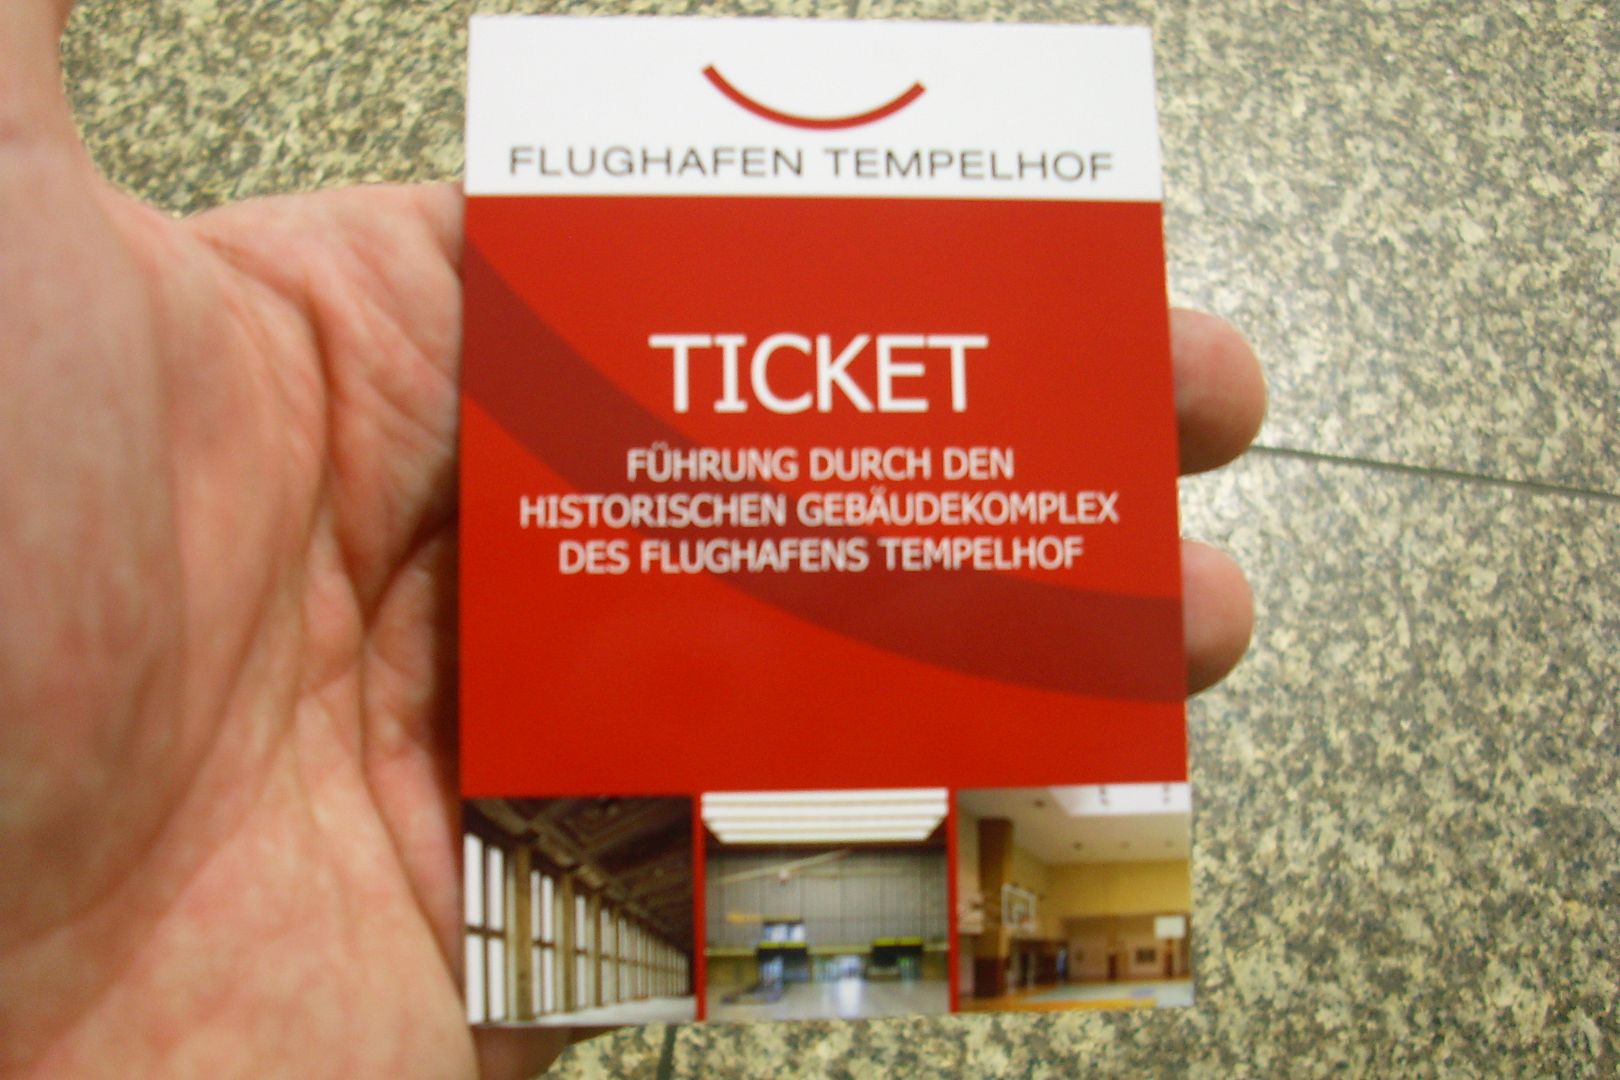 FLUGHAFEN TEMPELHOF
TICKET
FÜHRUNG DURCH DEN
HISTORISCHEN GEBÄUDEKOMPLEX
DES FLUGHAFENS TEMPELHOF